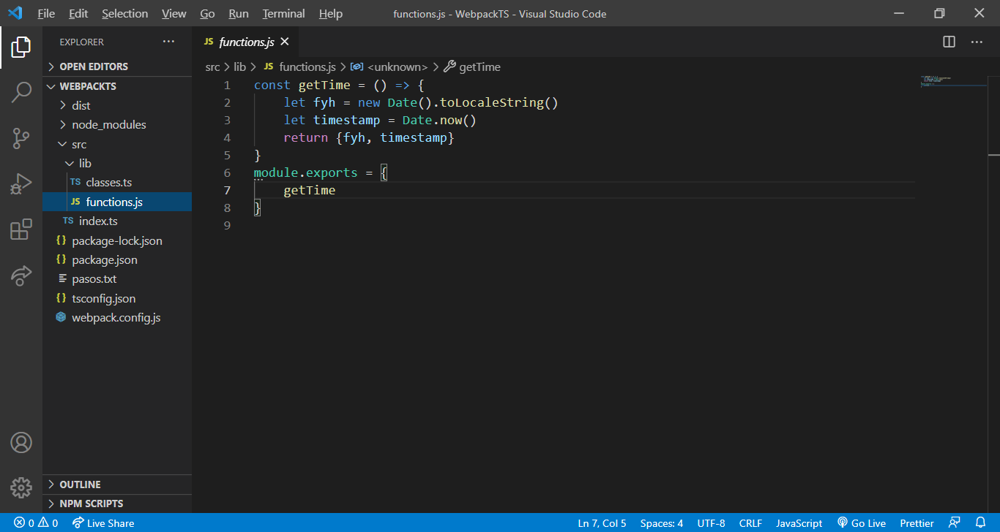 File Edit Selection View Go Run Terminal Help functions.js - WebpackTS - Visual Studio Code
EXPLORER
OPEN EDITORS
WEBPACKTS
dist
node_modules
src
lib
TS classes.ts
JS functions.js
TS index.ts
{} package-lock.json
{} package.json
pasos.txt
{} tsconfig.json
webpack.config.js
OUTLINE
NPM SCRIPTS
JS functions.js
src > lib > JS functions.js > <unknown> > getTime
1 const getTime = () => {
2 let fyh = new Date().toLocaleString()
3 let timestamp = Date.now()
4 return {fyh, timestamp}
5 }
6 module.exports = {
7 getTime
8 }
9
0 0 Live Share Ln 7, Col 5 Spaces: 4 UTF-8 CRLF JavaScript Go Live Prettier